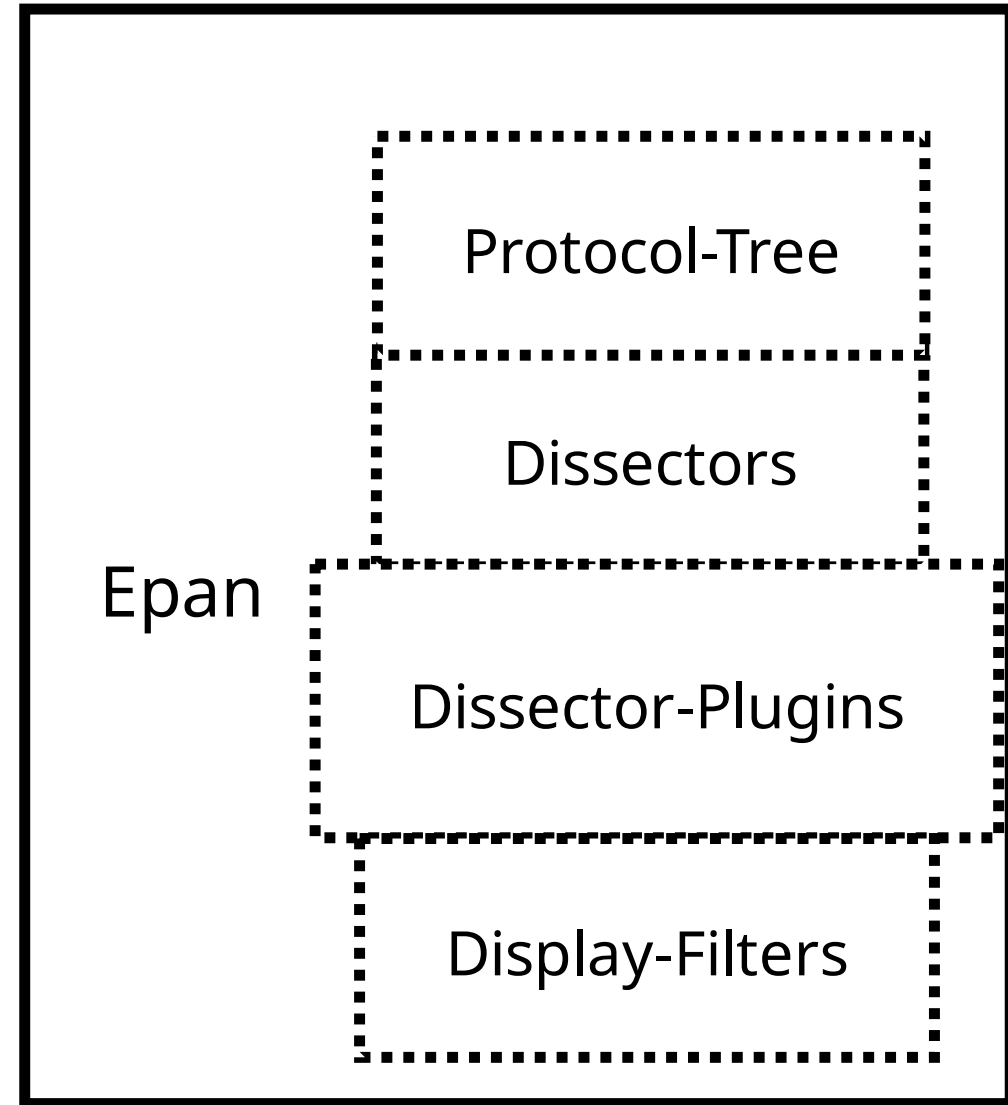 Protocol-Tree
Dissectors
Epan
Dissector-Plugins
Display-Filters